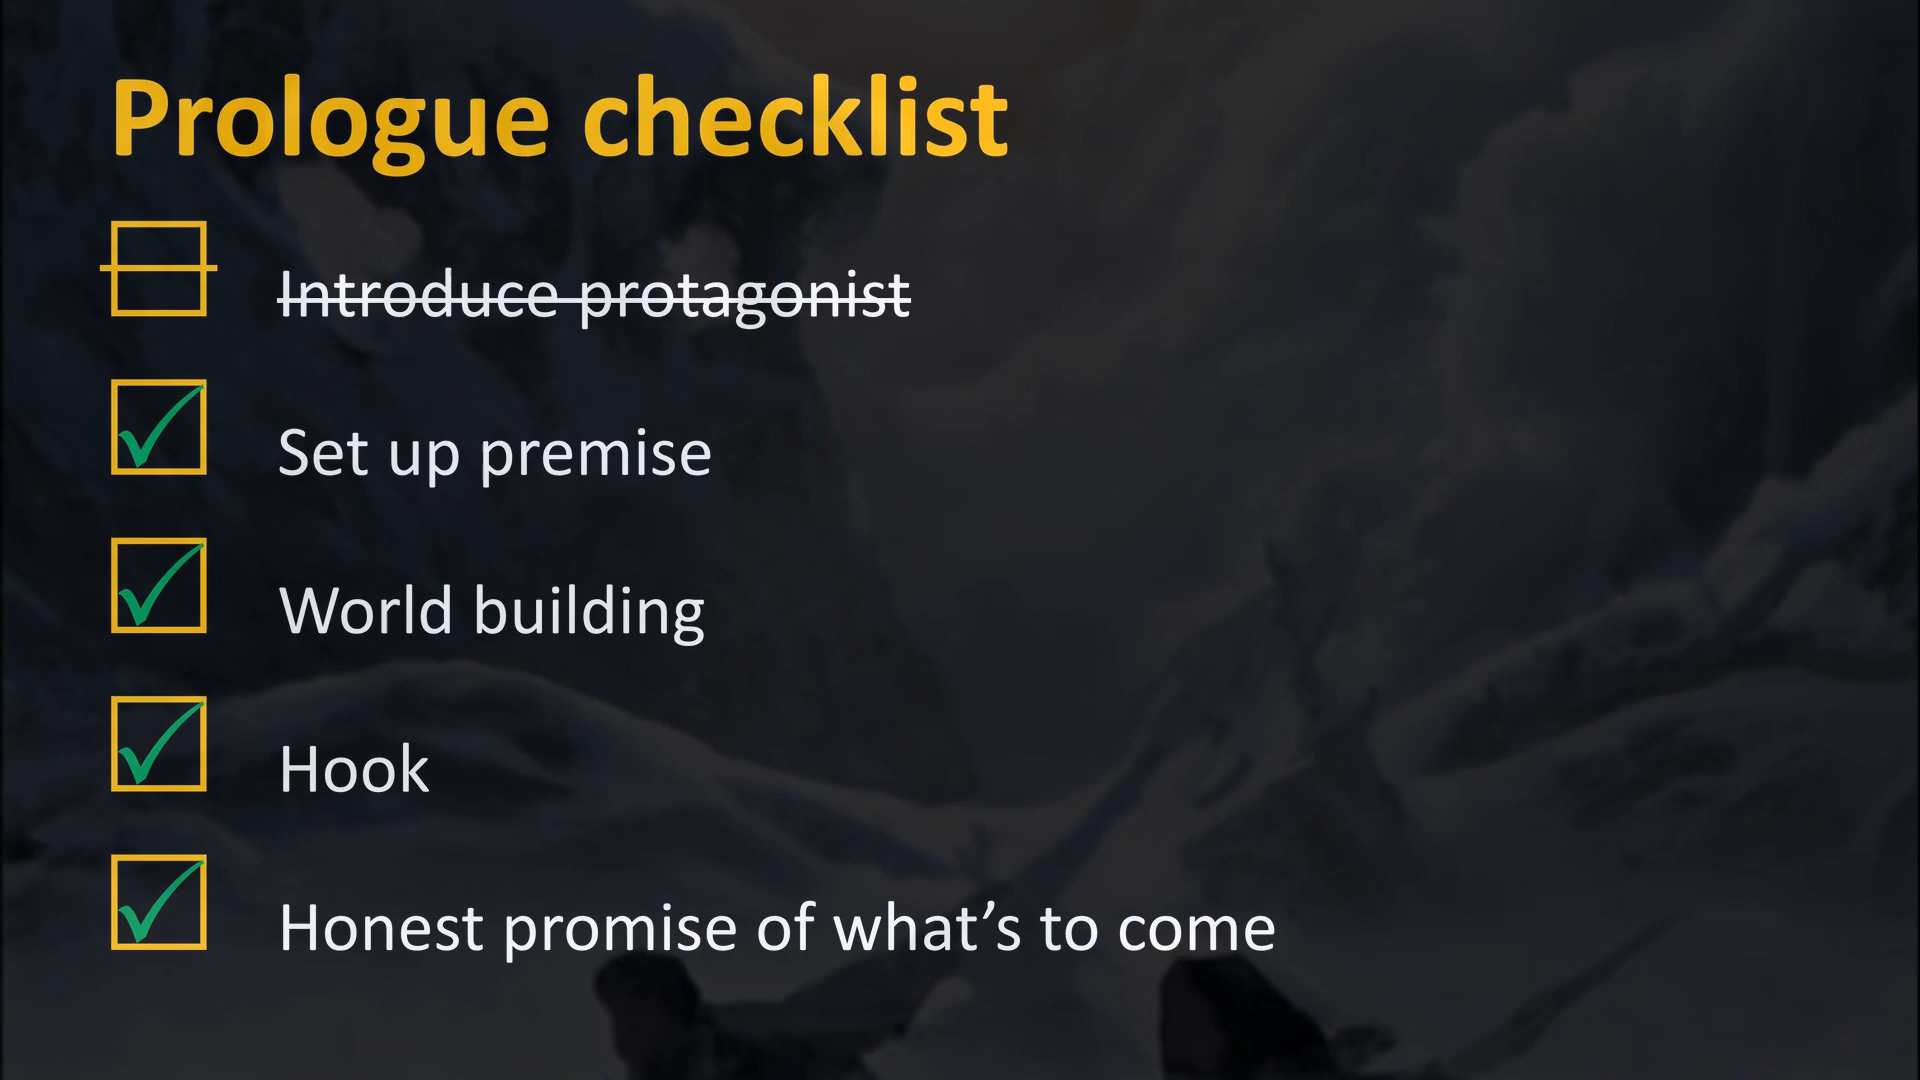 Prologue checklist
Introduce protagonist
Set up premise
World building
Hook
Honest promise of what’s to come